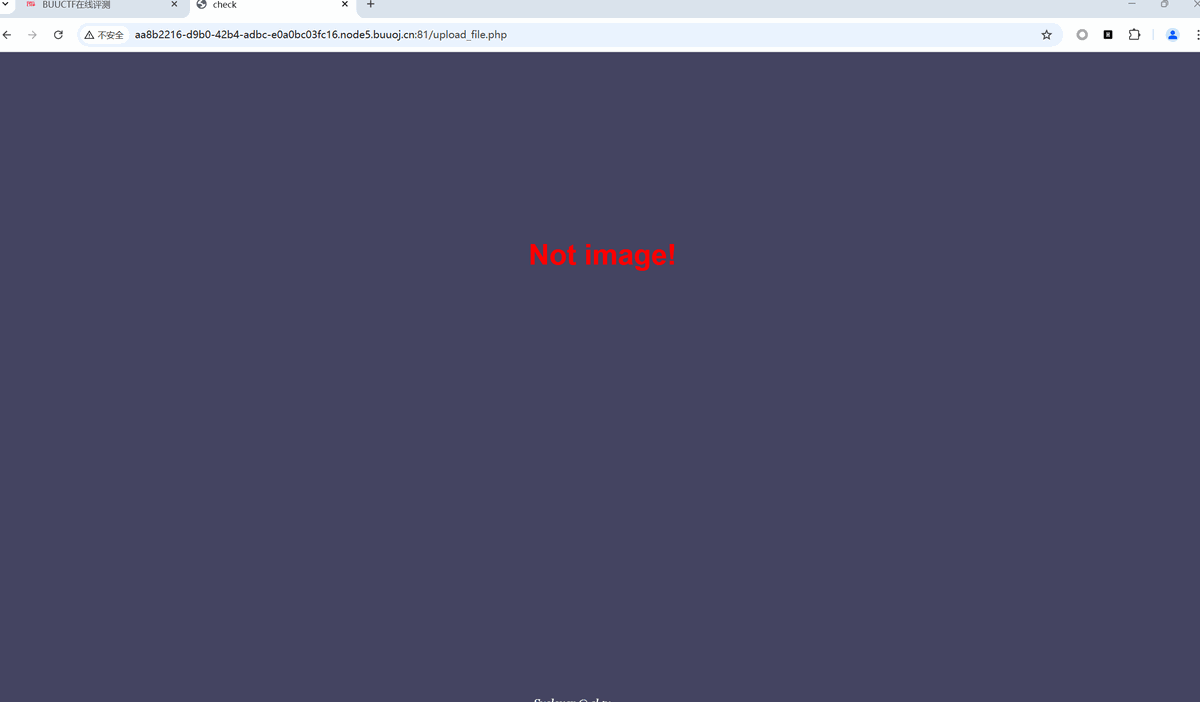 BUUCTF在线评测
check
不安全
aa8b2216-d9b0-42b4-adbc-e0a0bc03fc16.node5.buuoj.cn:81/upload_file.php
Not image!